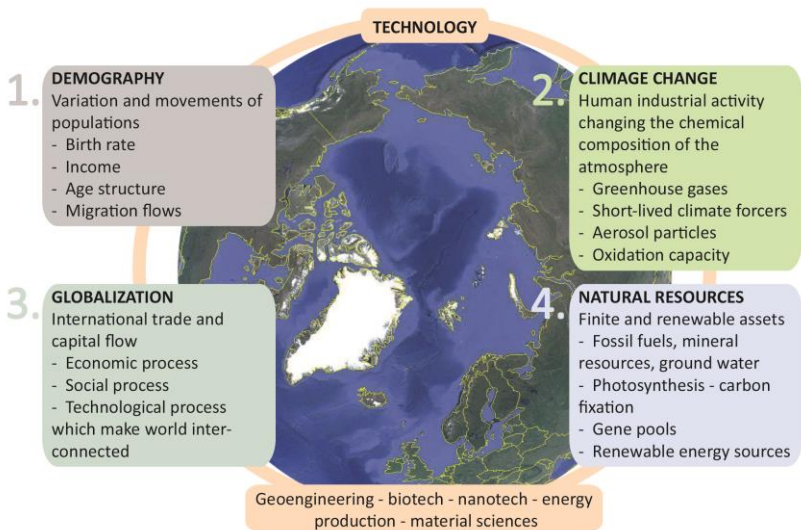 TECHNOLOGY
1. DEMOGRAPHY
Variation and movements of
populations
- Birth rate
- Income
- Age structure
- Migration flows
2. CLIMAGE CHANGE
Human industrial activity
changing the chemical
composition of the
atmosphere
- Greenhouse gases
- Short-lived climate forcers
- Aerosol particles
- Oxidation capacity
3. GLOBALIZATION
International trade and
capital flow
- Economic process
- Social process
- Technological process
which make world inter-
connected
4. NATURAL RESOURCES
Finite and renewable assets
- Fossil fuels, mineral
resources, ground water
- Photosynthesis - carbon
fixation
- Gene pools
- Renewable energy sources
Geoengineering - biotech - nanotech - energy
production - material sciences